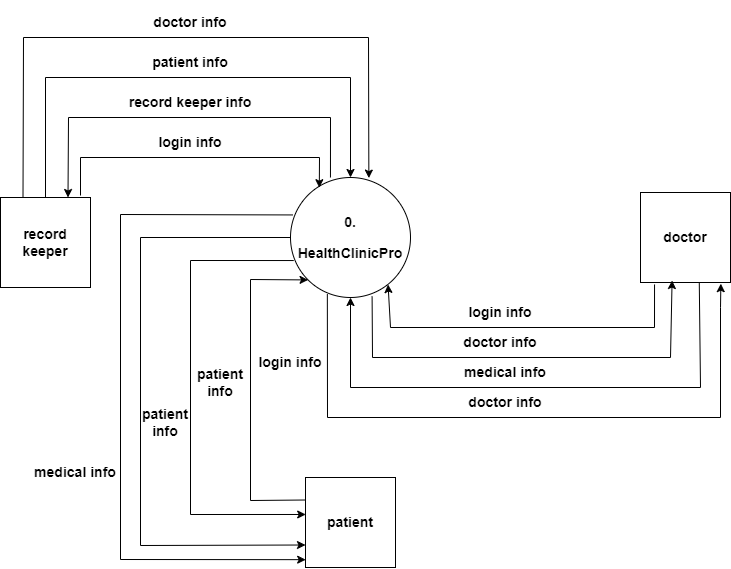 doctor info
patient info
record keeper info
login info
record
keeper
0.
HealthClinicPro
doctor
login info
doctor info
medical info
doctor info
login info
patient
info
patient
info
medical info
patient